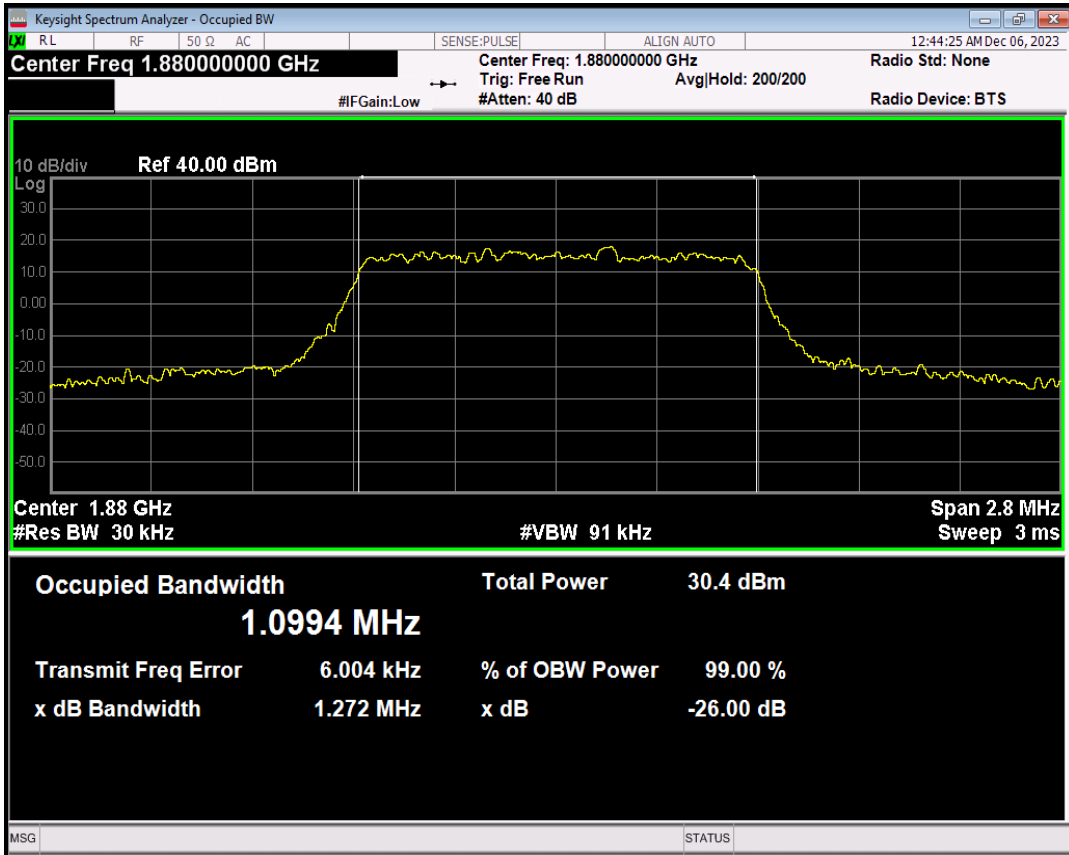 Keysight Spectrum Analyzer - Occupied BW
LXI RL RF 50 Ω AC SENSE:PULSE ALIGN AUTO 12:44:25 AM Dec 06, 2023
Center Freq 1.880000000 GHz Center Freq: 1.880000000 GHz Radio Std: None
Trig: Free Run Avg|Hold: 200/200
#IFGain:Low #Atten: 40 dB Radio Device: BTS
10 dB/div Ref 40.00 dBm
Log
30.0
20.0
10.0
0.00
-10.0
-20.0
-30.0
-40.0
-50.0
Center 1.88 GHz Span 2.8 MHz
#Res BW 30 kHz #VBW 91 kHz Sweep 3 ms
Occupied Bandwidth Total Power 30.4 dBm
1.0994 MHz
Transmit Freq Error 6.004 kHz % of OBW Power 99.00 %
x dB Bandwidth 1.272 MHz x dB -26.00 dB
MSG STATUS